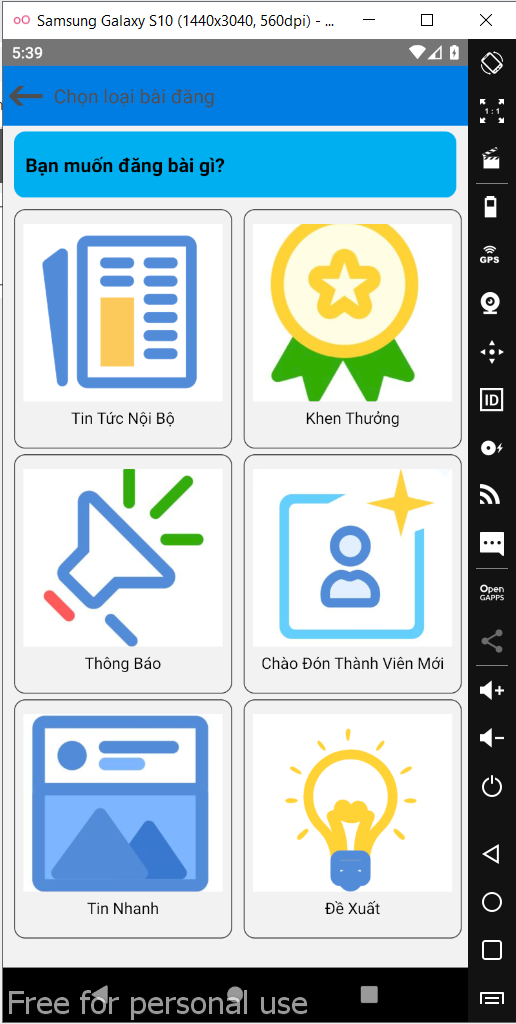 Samsung Galaxy S10 (1440x3040, 560dpi) - ...
5:39
Chọn loại bài đăng
Bạn muốn đăng bài gì?
Tin Tức Nội Bộ
Khen Thưởng
Thông Báo
Chào Đón Thành Viên Mới
Tin Nhanh
Đề Xuất
1:1
GPS
ID
Open
GAPPS
Free for personal use